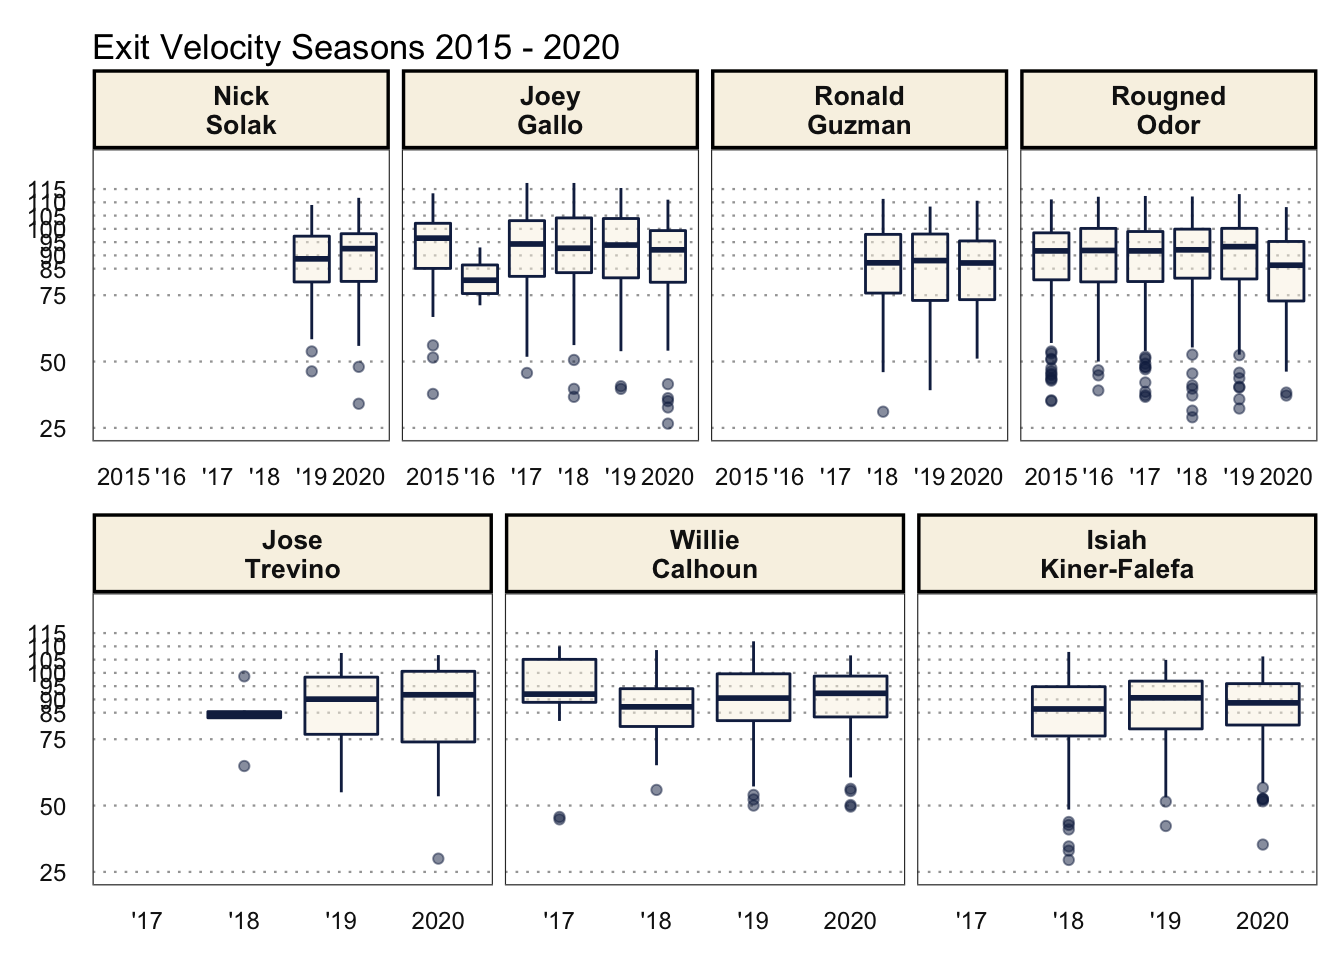 Exit Velocity Seasons 2015 - 2020
Nick
Solak
Joey
Gallo
Ronald
Guzman
Rougned
Odor
115
110
105
100
95
90
85
75
50
25
2015 '16 '17 '18 '19 2020
2015 '16 '17 '18 '19 2020
2015 '16 '17 '18 '19 2020
2015 '16 '17 '18 '19 2020
Jose
Trevino
Willie
Calhoun
Isiah
Kiner-Falefa
115
110
105
100
95
90
85
75
50
25
'17 '18 '19 2020
'17 '18 '19 2020
'17 '18 '19 2020